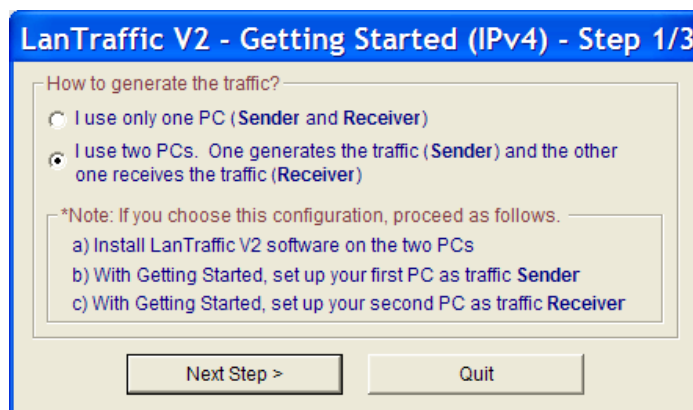 LanTraffic V2 - Getting Started (IPv4) - Step 1/3
How to generate the traffic?
I use only one PC (Sender and Receiver)
I use two PCs.  One generates the traffic (Sender) and the other
one receives the traffic (Receiver)
*Note: If you choose this configuration, proceed as follows.
a) Install LanTraffic V2 software on the two PCs
b) With Getting Started, set up your first PC as traffic Sender
c) With Getting Started, set up your second PC as traffic Receiver
Next Step >
Quit